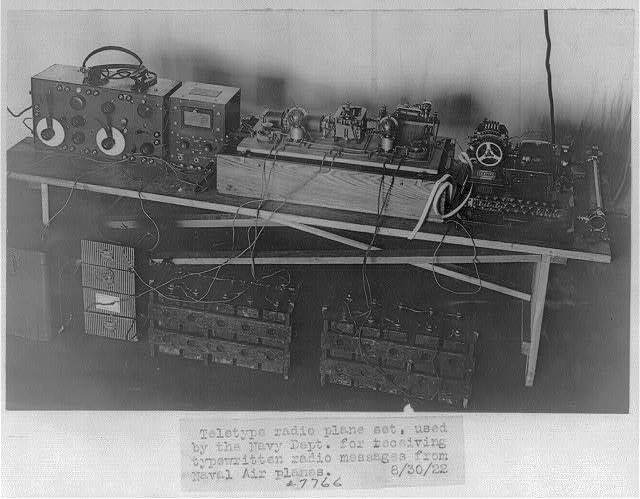 Teletype radio plane set, used
by the Navy Dept. for receiving
typewritten radio messages from
Naval Air planes. 8/30/22
27766